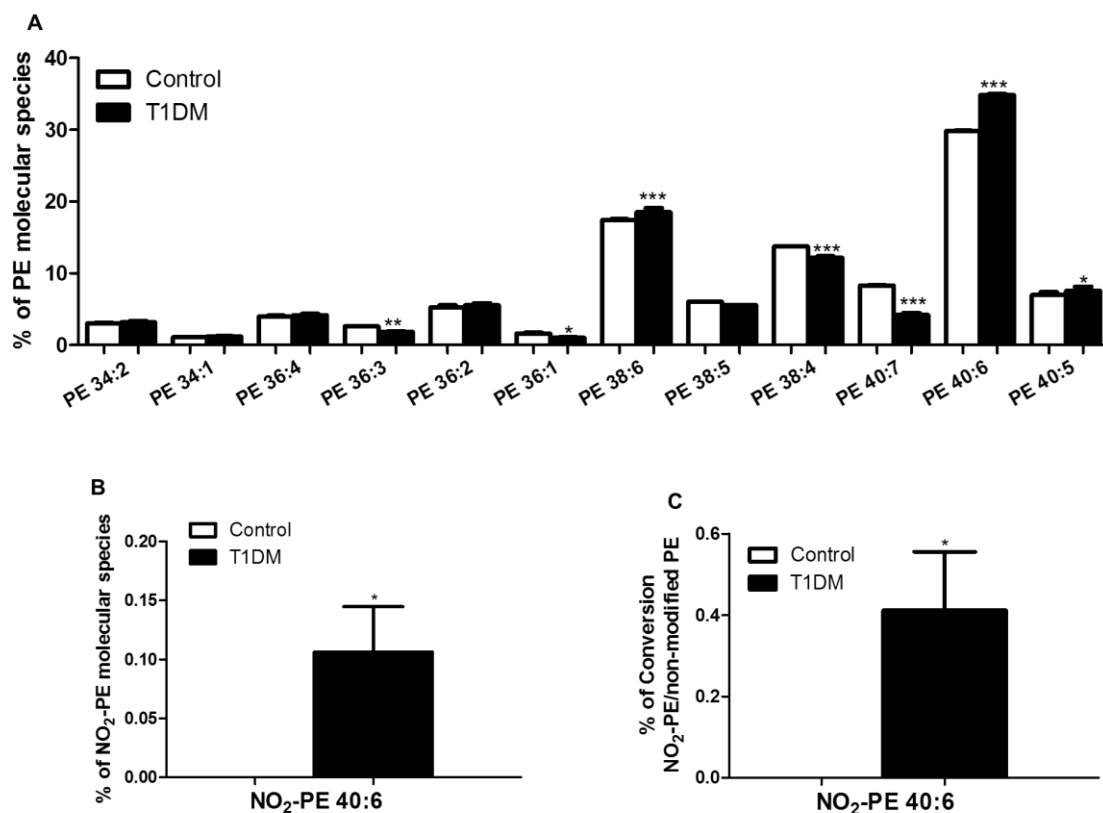 A
% of PE molecular species
40
30
20
10
0
Control
T1DM
**
*
***
***
***
***
*
PE 34:2
PE 34:1
PE 36:4
PE 36:3
PE 36:2
PE 36:1
PE 38:6
PE 38:5
PE 38:4
PE 40:7
PE 40:6
PE 40:5
B
% of NO₂-PE molecular species
0.20
0.15
0.10
0.05
0.00
Control
T1DM
*
NO₂-PE 40:6
C
% of Conversion
NO₂-PE/non-modified PE
0.6
0.4
0.2
0.0
Control
T1DM
*
NO₂-PE 40:6